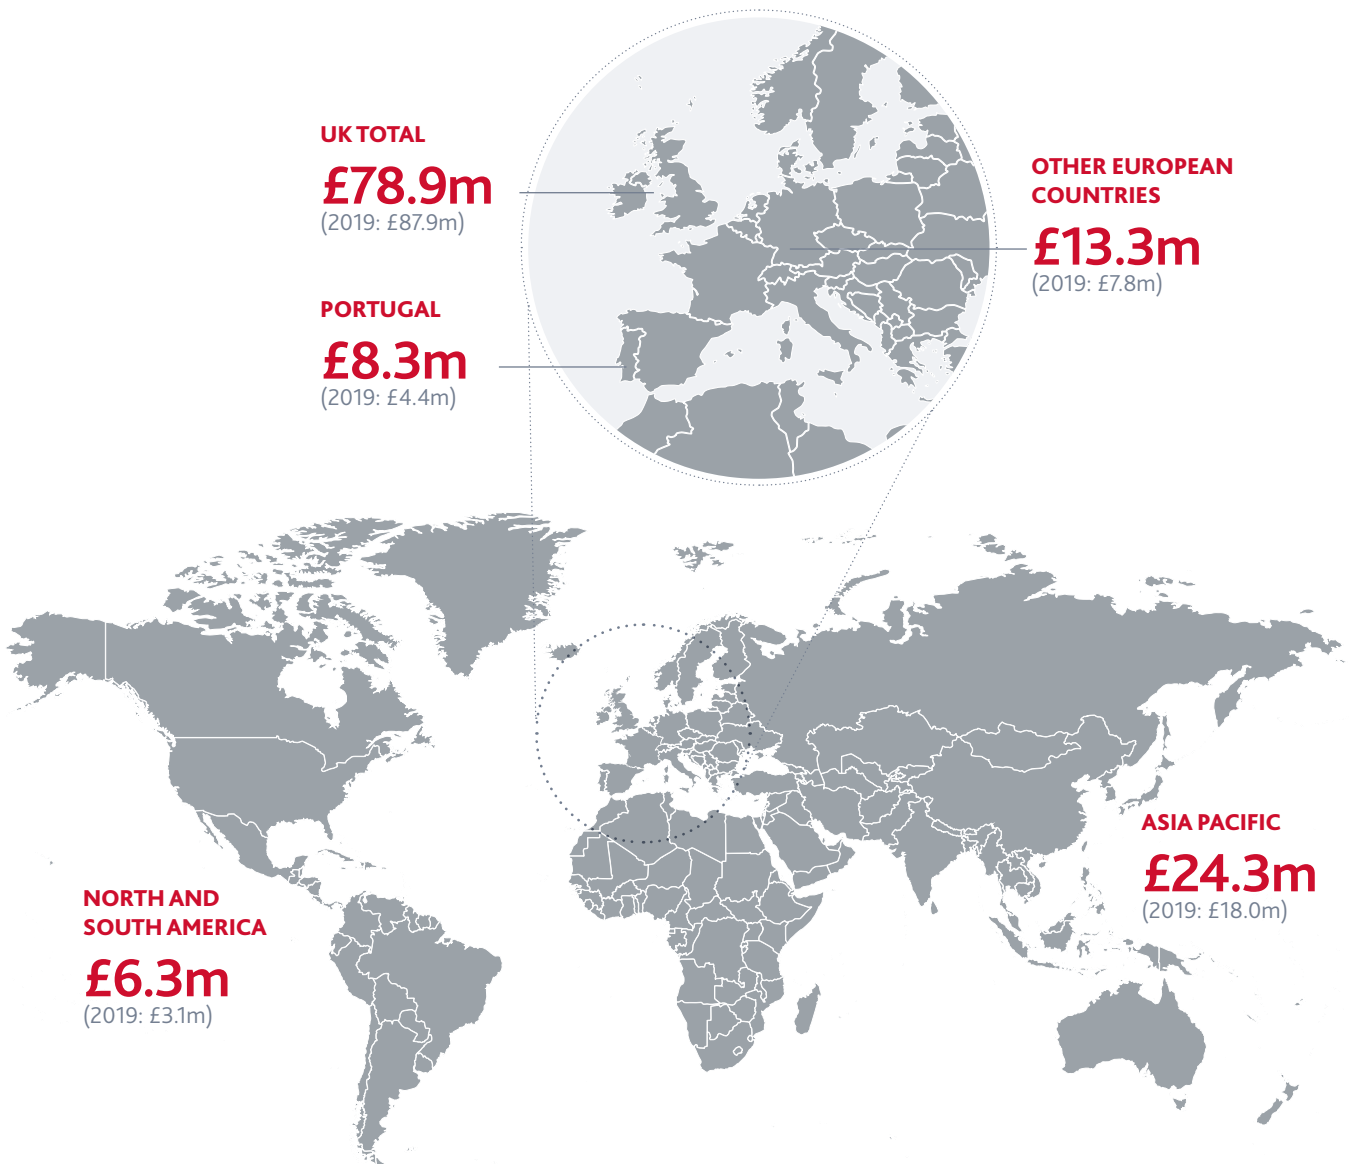 UK TOTAL
£78.9m
(2019: £87.9m)
PORTUGAL
£8.3m
(2019: £4.4m)
OTHER EUROPEAN
COUNTRIES
£13.3m
(2019: £7.8m)
NORTH AND
SOUTH AMERICA
£6.3m
(2019: £3.1m)
ASIA PACIFIC
£24.3m
(2019: £18.0m)